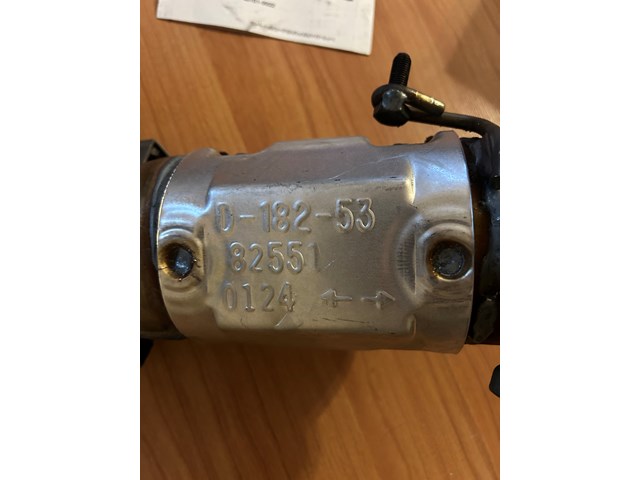 D-182-53
82551
0124 ← →